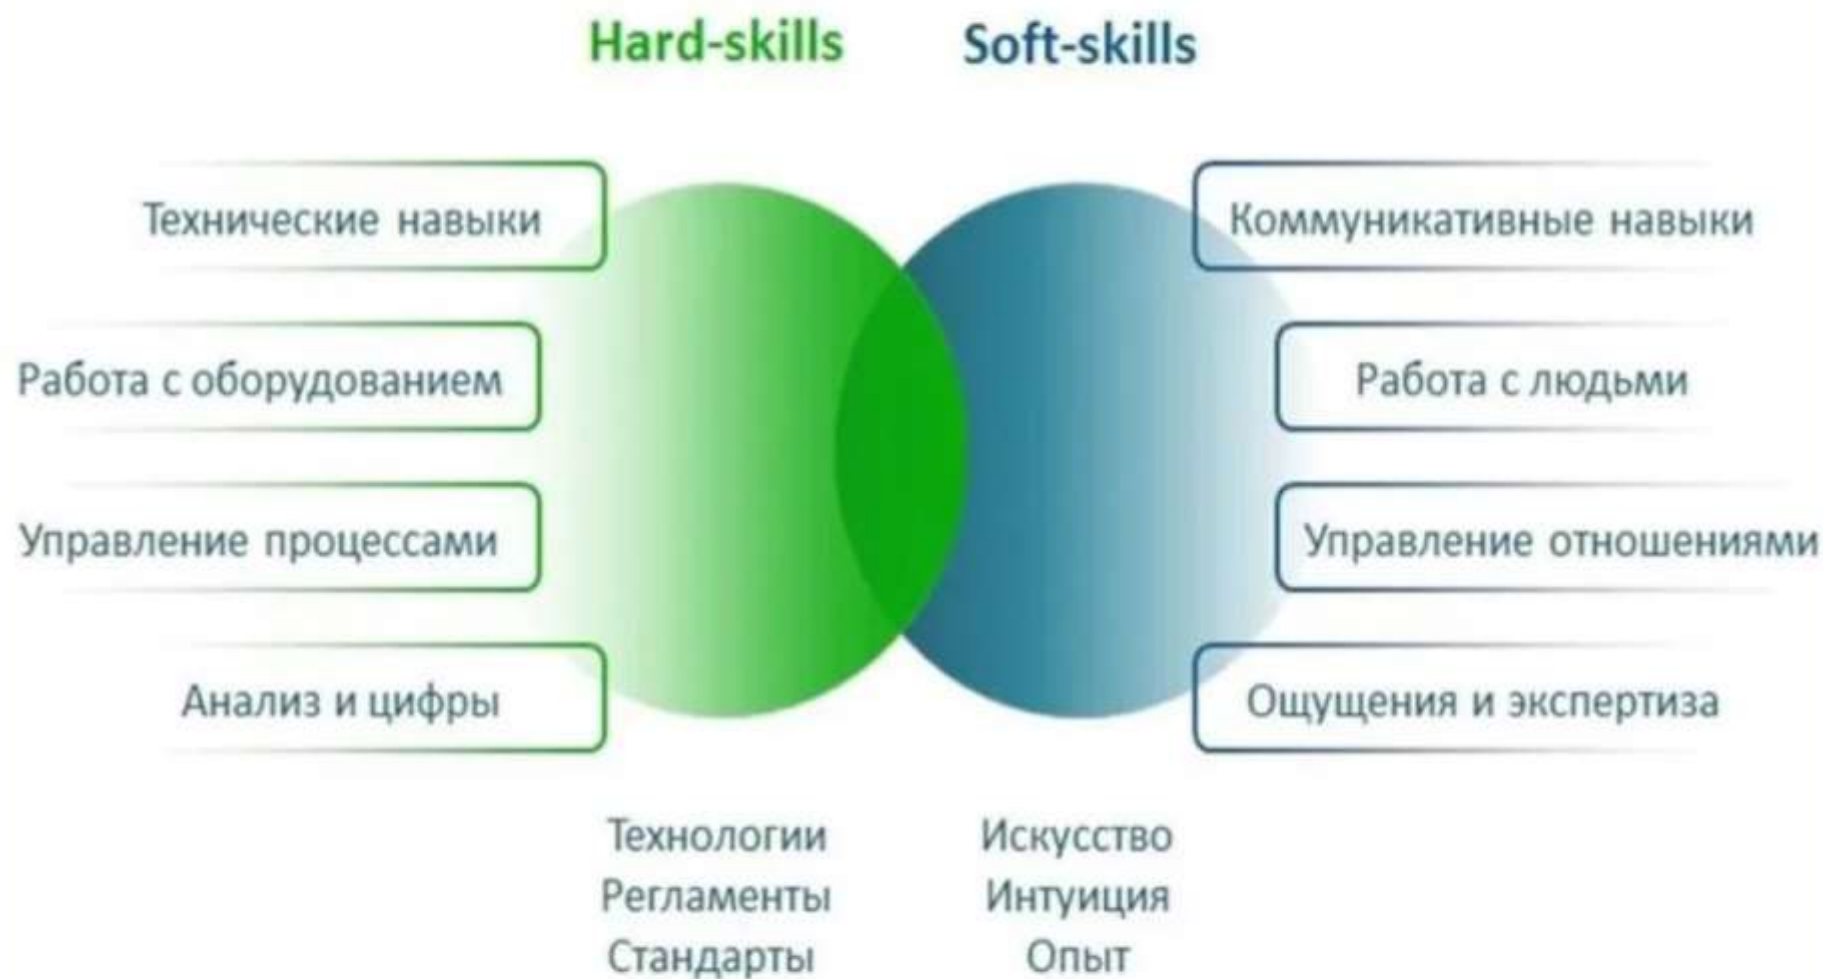 Hard-skills
Soft-skills
Технические навыки
Коммуникативные навыки
Работа с оборудованием
Работа с людьми
Управление процессами
Управление отношениями
Анализ и цифры
Ощущения и экспертиза
Технологии
Регламенты
Стандарты
Искусство
Интуиция
Опыт